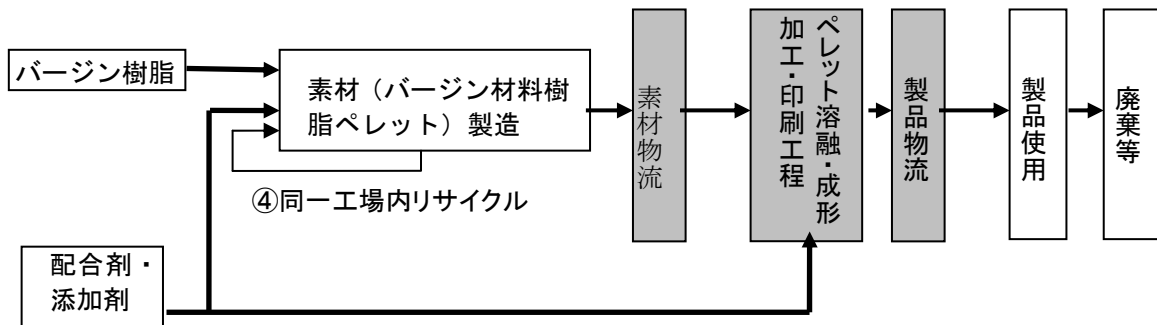 バージン樹脂
素材（バージン材料樹
脂ペレット）製造
④同一工場内リサイクル
配合剤・
添加剤
素材物流
ペレット溶融・成形
加工・印刷工程
製品物流
製品使用
廃棄等